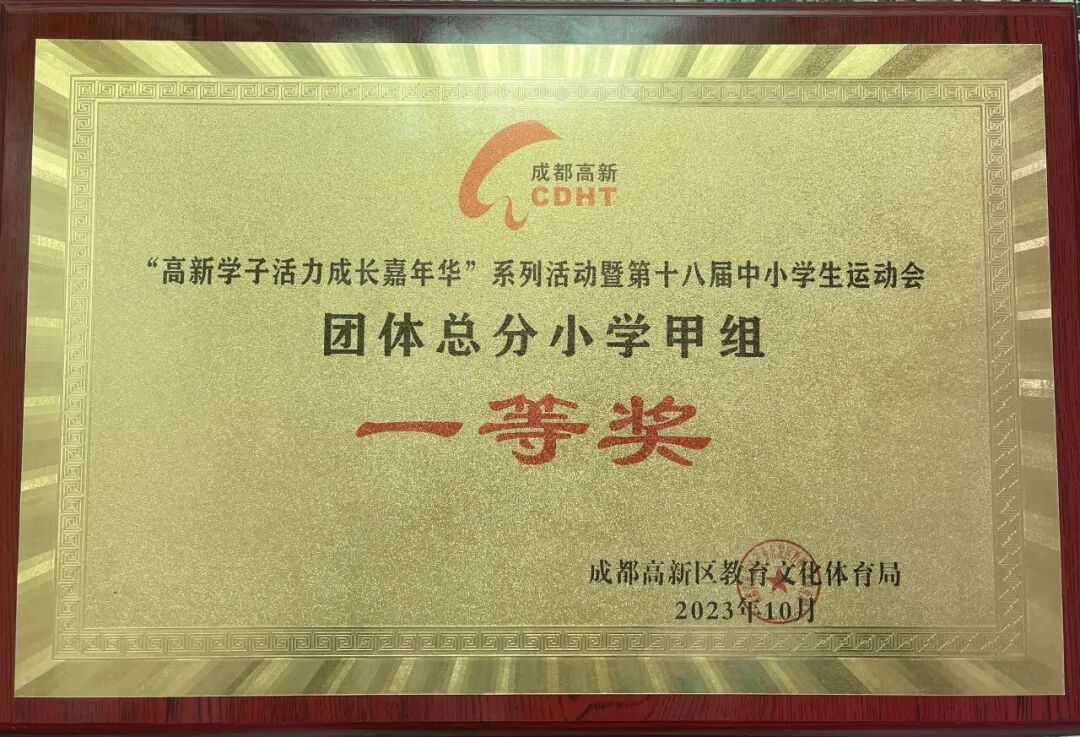 成都高新
CDHT
“高新学子活力成长嘉年华”系列活动暨第十八届中小学生运动会
团体总分小学甲组
一等奖
成都高新区教育文化体育局
2023年10月